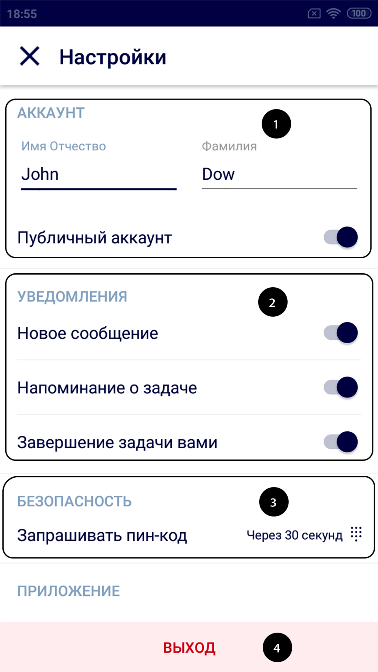 18:55 100
Настройки
АККАУНТ
1
Имя Отчество Фамилия
John Dow
Публичный аккаунт
УВЕДОМЛЕНИЯ
2
Новое сообщение
Напоминание о задаче
Завершение задачи вами
БЕЗОПАСНОСТЬ
3
Запрашивать пин-код Через 30 секунд
ПРИЛОЖЕНИЕ
ВЫХОД 4